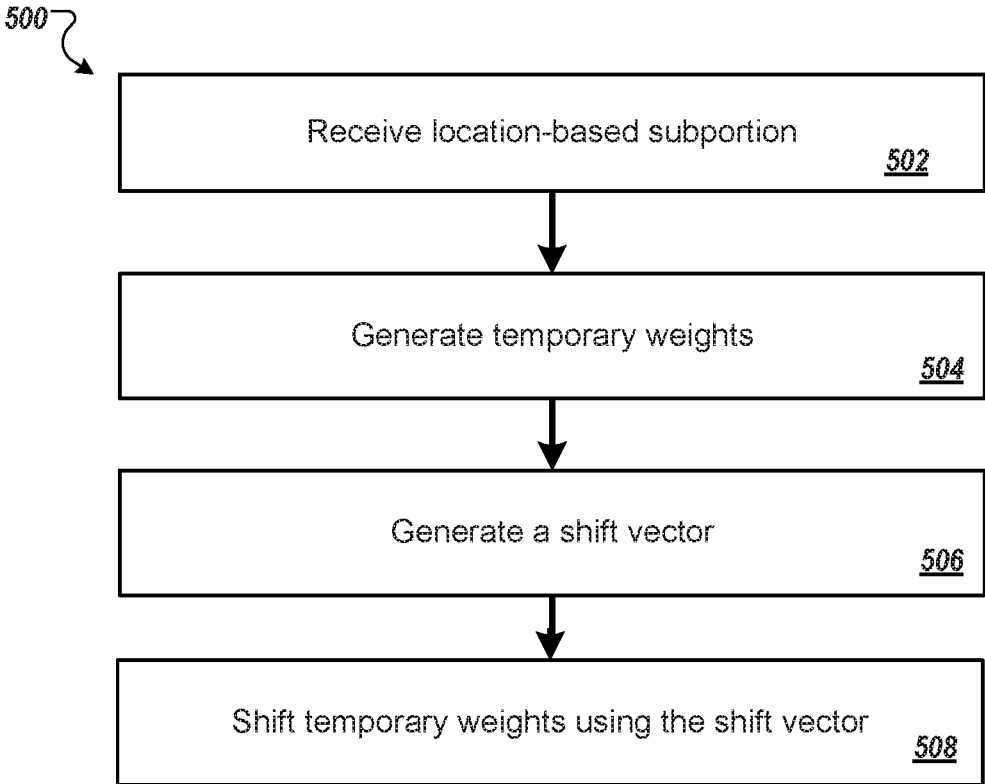 500
Receive location-based subportion
502
Generate temporary weights
504
Generate a shift vector
506
Shift temporary weights using the shift vector
508